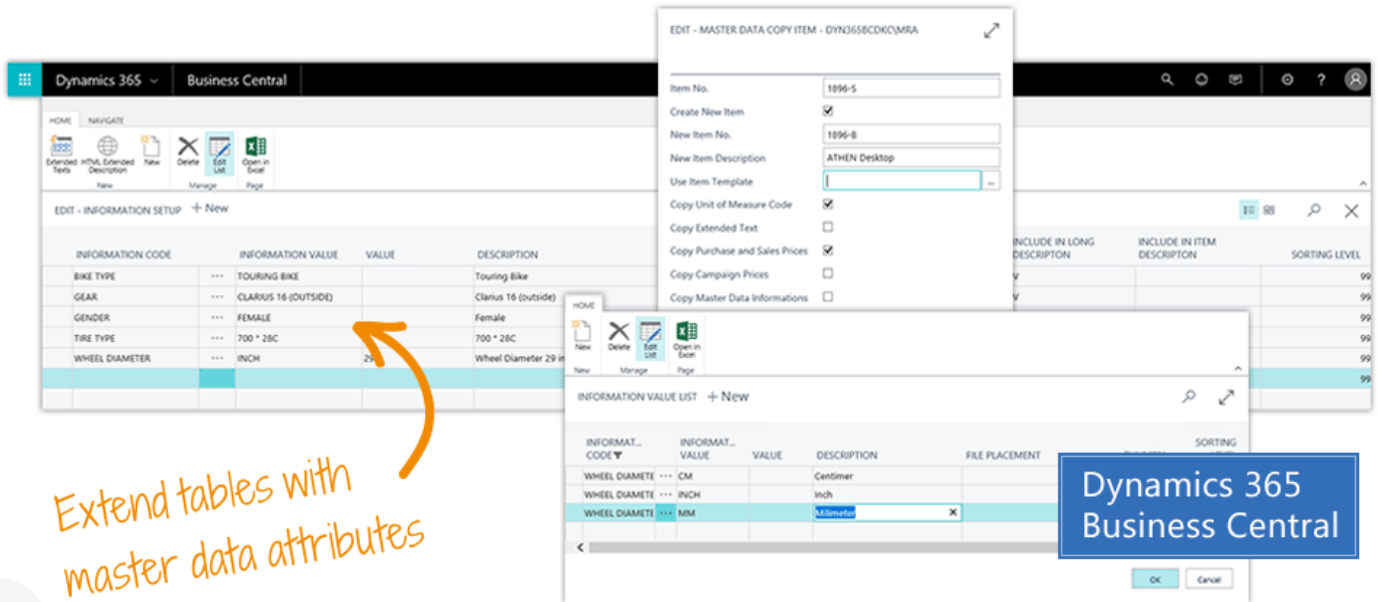 EDIT - MASTER DATA COPY ITEM - DYN365BCDKC\MRA
Item No. 1896-S
Create New Item
New Item No. 1896-B
New Item Description ATHEN Desktop
Use Item Template ...
Copy Unit of Measure Code
Copy Extended Text
Copy Purchase and Sales Prices
Copy Campaign Prices
Copy Master Data Informations
Dynamics 365 Business Central ?
HOME NAVIGATE
Extended Texts
HTML Extended Description
New
Delete
Edit List
Open in Excel
New Manage Page
EDIT - INFORMATION SETUP + New
INFORMATION CODE INFORMATION VALUE VALUE DESCRIPTION INCLUDE IN LONG DESCRIPTON INCLUDE IN ITEM DESCRIPTON SORTING LEVEL
BIKE TYPE ... TOURING BIKE Touring Bike V 99
GEAR ... CLARIUS 16 (OUTSIDE) Clarius 16 (outside) V 99
GENDER ... FEMALE Female 99
TIRE TYPE ... 700 * 28C 700 * 28C 99
WHEEL DIAMETER ... INCH 29 Wheel Diameter 29 in 99
99
HOME
New
Delete
Edit List
Open in Excel
New Manage Page
INFORMATION VALUE LIST + New
INFORMAT... CODE INFORMAT... VALUE VALUE DESCRIPTION FILE PLACEMENT SORTING
WHEEL DIAMETE ... CM Centimer
WHEEL DIAMETE ... INCH Inch
WHEEL DIAMETE ... MM Milimeter
OK Cancel
Extend tables with
master data attributes
Dynamics 365
Business Central